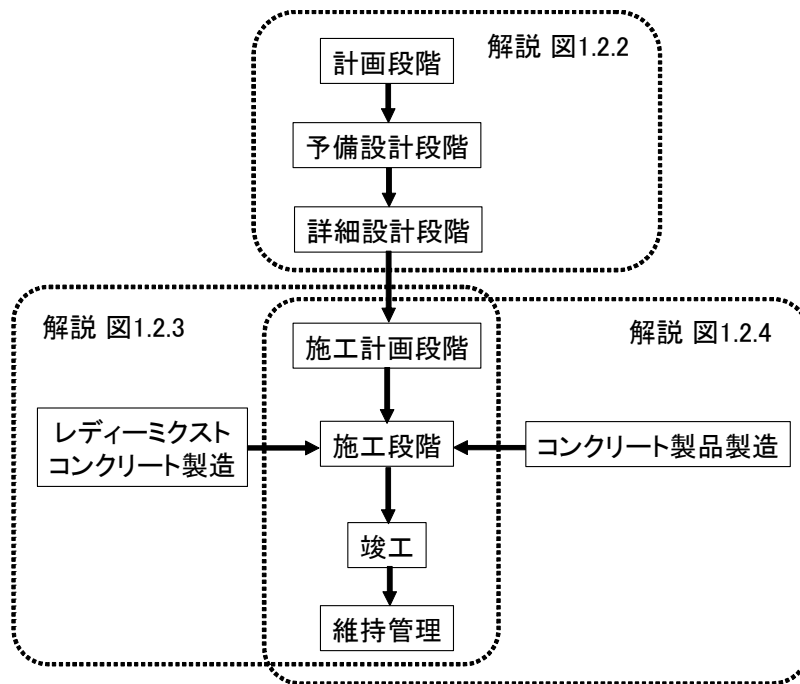 解説 図1.2.2
計画段階
予備設計段階
詳細設計段階
解説 図1.2.3
解説 図1.2.4
施工計画段階
レディーミクスト
コンクリート製造
施工段階
コンクリート製品製造
竣工
維持管理